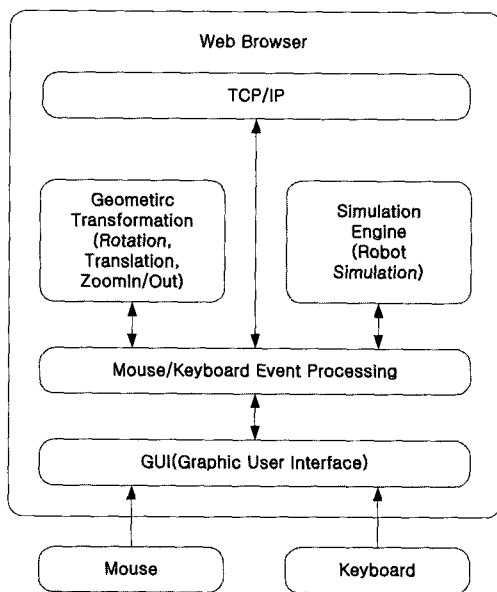 Web Browser
TCP/IP
Geometirc
Transformation
(Rotation,
Translation,
ZoomIn/Out)
Simulation
Engine
(Robot
Simulation)
Mouse/Keyboard Event Processing
GUI(Graphic User Interface)
Mouse
Keyboard